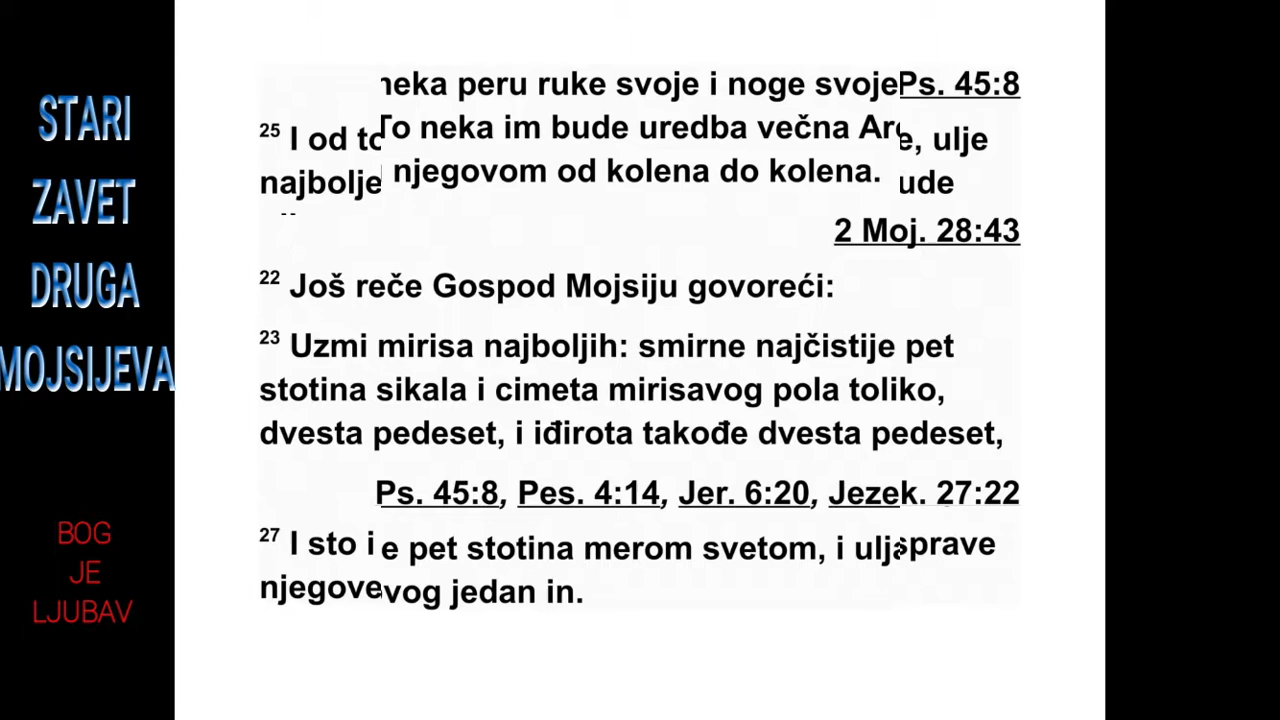 STARI
ZAVET
DRUGA
MOJSIJEVA
BOG
JE
LJUBAV
neka peru ruke svoje i noge svoje Ps. 45:8
25 I od To neka im bude uredba večna e, ulje
najbolje njegovom od kolena do kolena. ude
2 Moj. 28:43
22 Još reče Gospod Mojsiju govoreći:
23 Uzmi mirisa najboljih: smirne najčistije pet
stotina sikala i cimeta mirisavog pola toliko,
dvesta pedeset, i iđirota takođe dvesta pedeset,
Ps. 45:8, Pes. 4:14, Jer. 6:20, Jezek. 27:22
27 I sto i e pet stotina merom svetom, i ulja sprave
njegove vog jedan in.